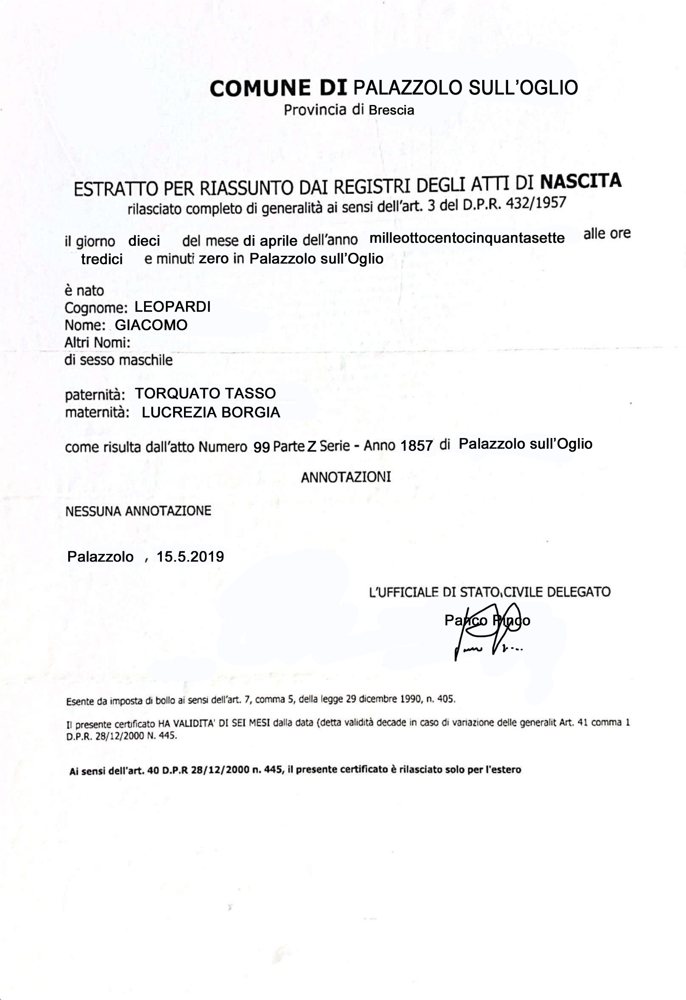 COMUNE DI PALAZZOLO SULL'OGLIO
Provincia di Brescia
ESTRATTO PER RIASSUNTO DAI REGISTRI DEGLI ATTI DI NASCITA
rilasciato completo di generalità ai sensi dell'art. 3 del D.P.R. 432/1957
il giorno dieci del mese di aprile dell'anno milleottocentocinquantasette alle ore
tredici e minuti zero in Palazzolo sull'Oglio
è nato
Cognome: LEOPARDI
Nome: GIACOMO
Altri Nomi:
di sesso maschile
paternità: TORQUATO TASSO
maternità: LUCREZIA BORGIA
come risulta dall'atto Numero 99 Parte Z Serie - Anno 1857 di Palazzolo sull'Oglio
ANNOTAZIONI
NESSUNA ANNOTAZIONE
Palazzolo , 15.5.2019
L'UFFICIALE DI STATO CIVILE DELEGATO
Panco Pinco
Esente da imposta di bollo ai sensi dell'art. 7, comma 5, della legge 29 dicembre 1990, n. 405.
Il presente certificato HA VALIDITA' DI SEI MESI dalla data (detta validità decade in caso di variazione delle generalit Art. 41 comma 1
D.P.R. 28/12/2000 N. 445.
Ai sensi dell'art. 40 D.P.R 28/12/2000 n. 445, il presente certificato è rilasciato solo per l'estero